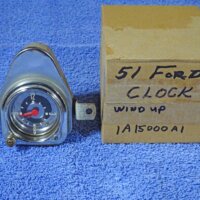 51 FORD
CLOCK
WIND UP
1A15000A1